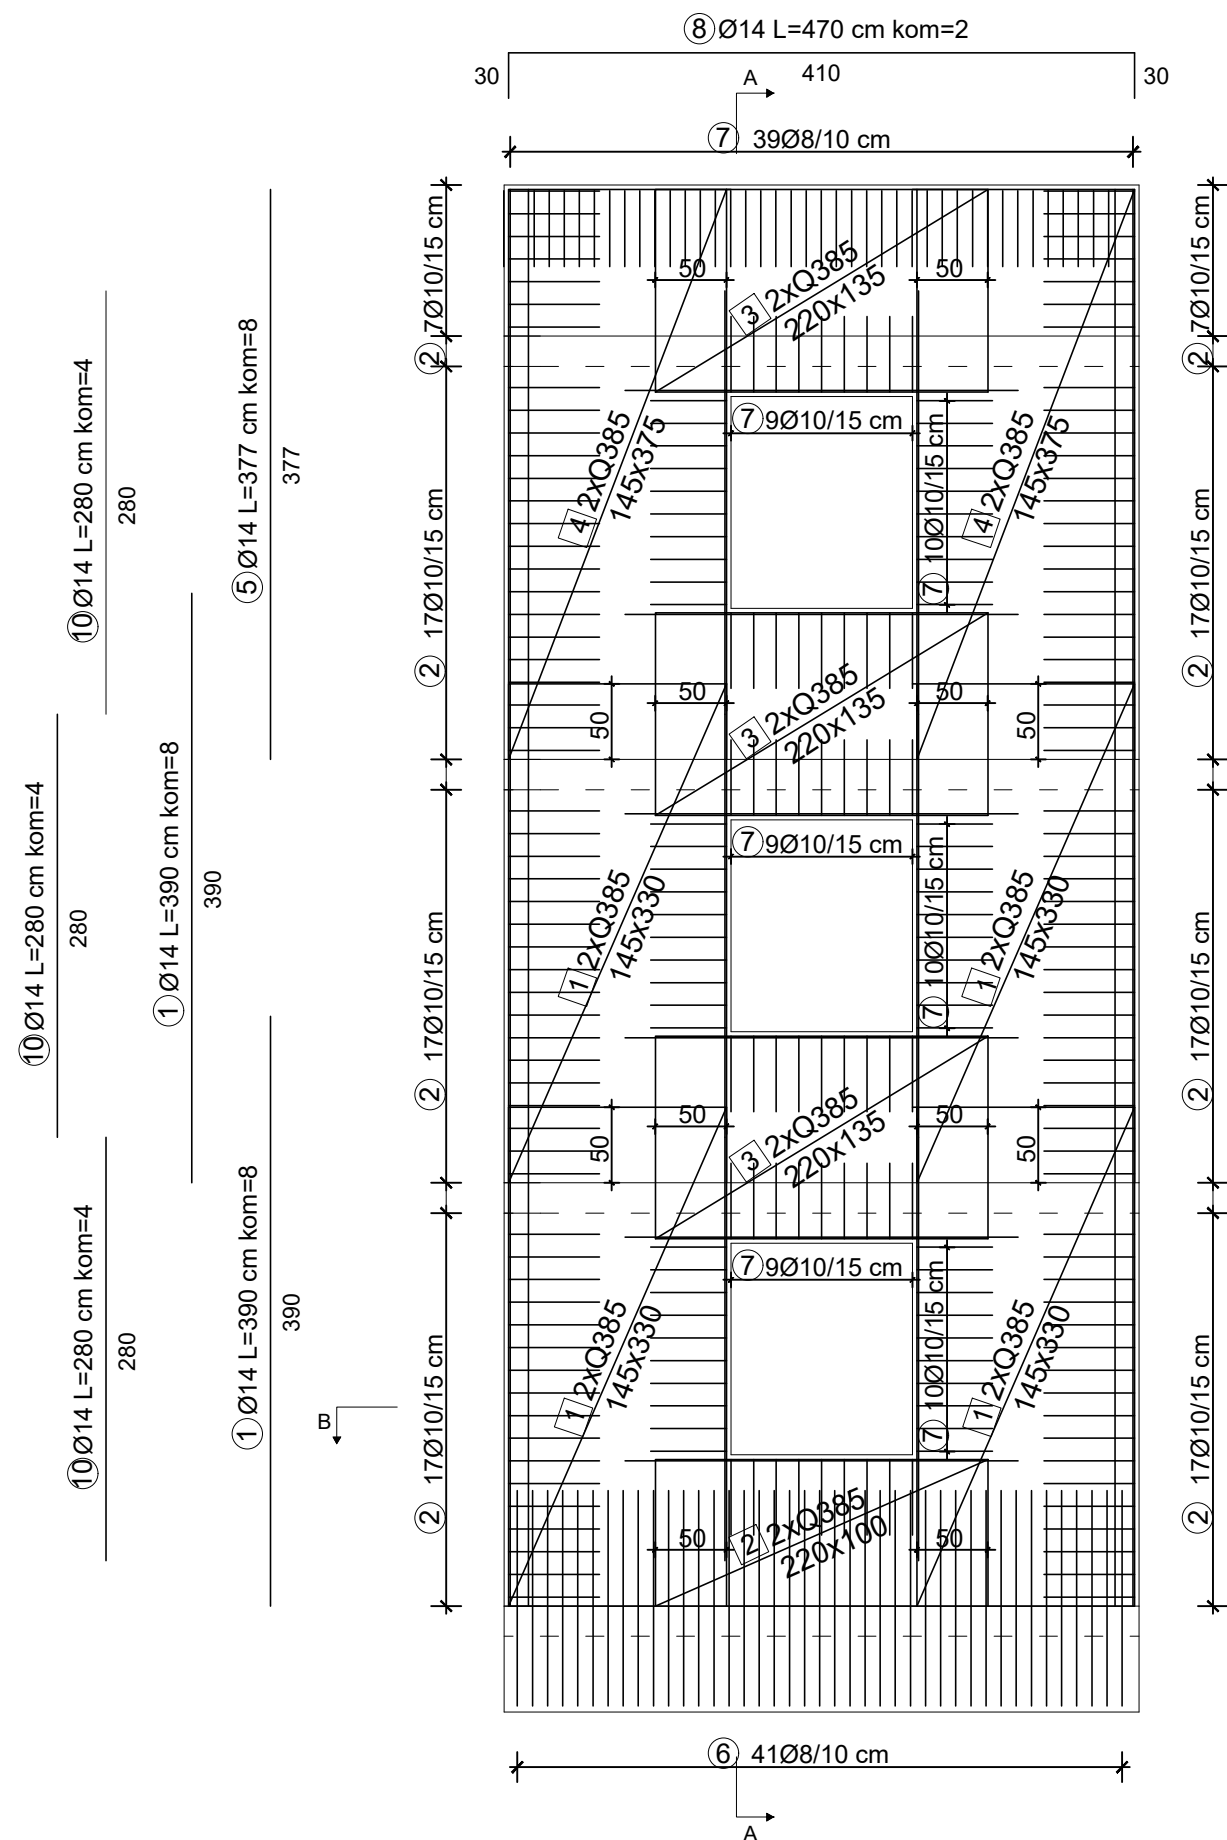 8 Ø14 L=470 cm kom=2
30
A
410
30
7 39Ø8/10 cm
2 7Ø10/15 cm
2 7Ø10/15 cm
50
50
3 2xQ385
220x135
10 Ø14 L=280 cm kom=4
280
5 Ø14 L=377 cm kom=8
377
2 17Ø10/15 cm
4 2xQ385
145x375
7 9Ø10/15 cm
7 10Ø10/15 cm
4 2xQ385
145x375
2 17Ø10/15 cm
50
50
50
50
3 2xQ385
220x135
10 Ø14 L=280 cm kom=4
280
1 Ø14 L=390 cm kom=8
390
2 17Ø10/15 cm
1 2xQ385
145x330
7 9Ø10/15 cm
7 10Ø10/15 cm
1 2xQ385
145x330
2 17Ø10/15 cm
50
50
50
50
3 2xQ385
220x135
10 Ø14 L=280 cm kom=4
280
1 Ø14 L=390 cm kom=8
390
B
2 17Ø10/15 cm
1 2xQ385
145x330
7 9Ø10/15 cm
7 10Ø10/15 cm
1 2xQ385
145x330
2 17Ø10/15 cm
50
50
2 2xQ385
220x100
6 41Ø8/10 cm
A